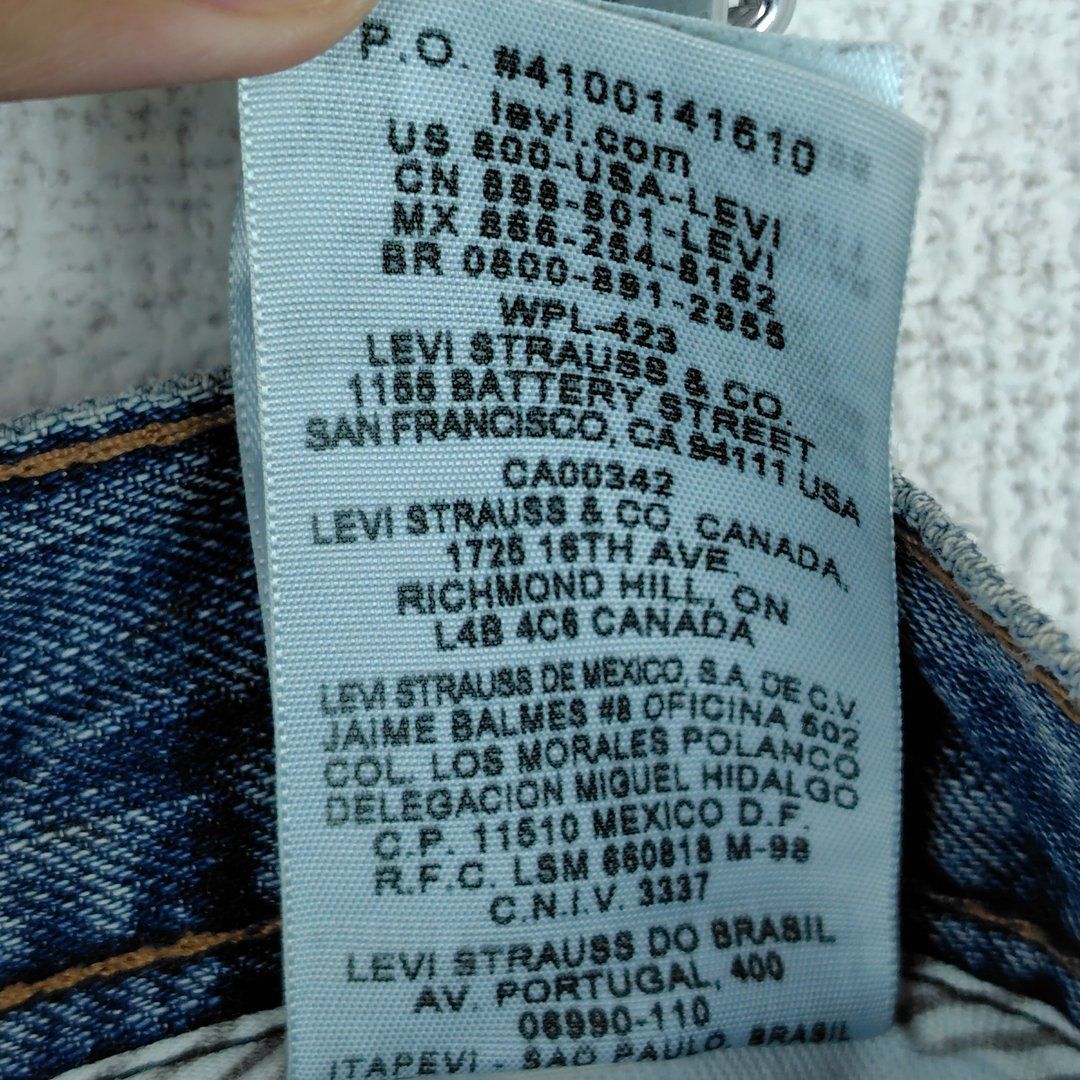 P.O. #4100141610
levi.com
US 800-USA-LEVI
CN 888-501-LEVI
MX 866-254-8162
BR 0800-891-2855
WPL-423
LEVI STRAUSS & CO.
1155 BATTERY STREET
SAN FRANCISCO, CA 94111 USA
CA00342
LEVI STRAUSS & CO. CANADA,
1725 16TH AVE.
RICHMOND HILL, ON
L4B 4C6 CANADA
LEVI STRAUSS DE MEXICO, S.A. DE C.V.
JAIME BALMES #8 OFICINA 602
COL. LOS MORALES POLANCO
DELEGACION MIGUEL HIDALGO
C.P. 11510 MEXICO D.F.
R.F.C. LSM 660818 M-98
C.N.I.V. 3337
LEVI STRAUSS DO BRASIL
AV. PORTUGAL, 400
06990-110
ITAPEVI - SAO PAULO, BRASIL